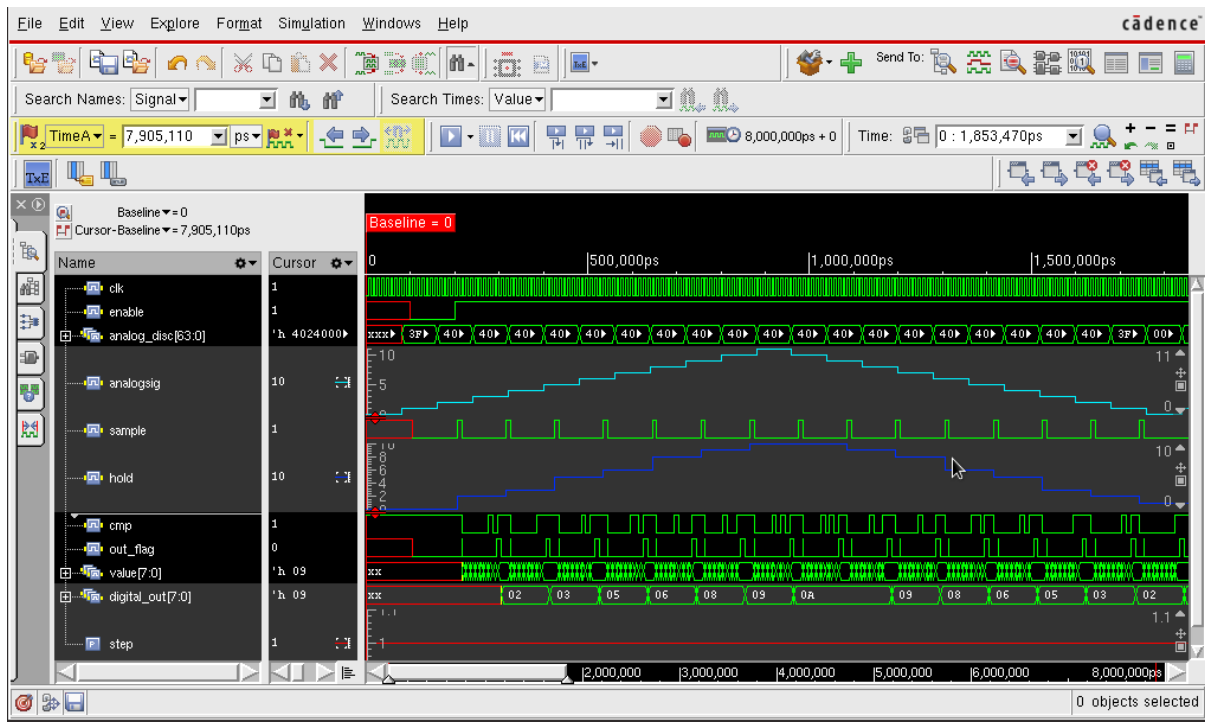 File Edit View Explore Format Simulation Windows Help cādence
Send To:
Search Names: Signal Search Times: Value
TimeA = 7,905,110 ps 8,000,000ps + 0 Time: 0 : 1,853,470ps
x2
TxE
Baseline = 0
Cursor-Baseline = 7,905,110ps
Baseline = 0
Name Cursor 0 500,000ps 1,000,000ps 1,500,000ps
clk 1
enable 1
analog_disc[63:0] 'h 4024000 xxx 3F 40 40 40 40 40 40 40 40 40 40 40 40 40 40 40 40 40 40 40 3F 00
10 11
analogsig 10 5
0
sample 1
10 10
8
6
hold 10 4
2 0
cmp 1
out_flag 0
value[7:0] 'h 09 xx
digital_out[7:0] 'h 09 xx 02 03 05 06 08 09 0A 09 08 06 05 03 02
1.1 1.1
step 1 1
2,000,000 3,000,000 4,000,000 5,000,000 6,000,000 8,000,000ps
0 objects selected